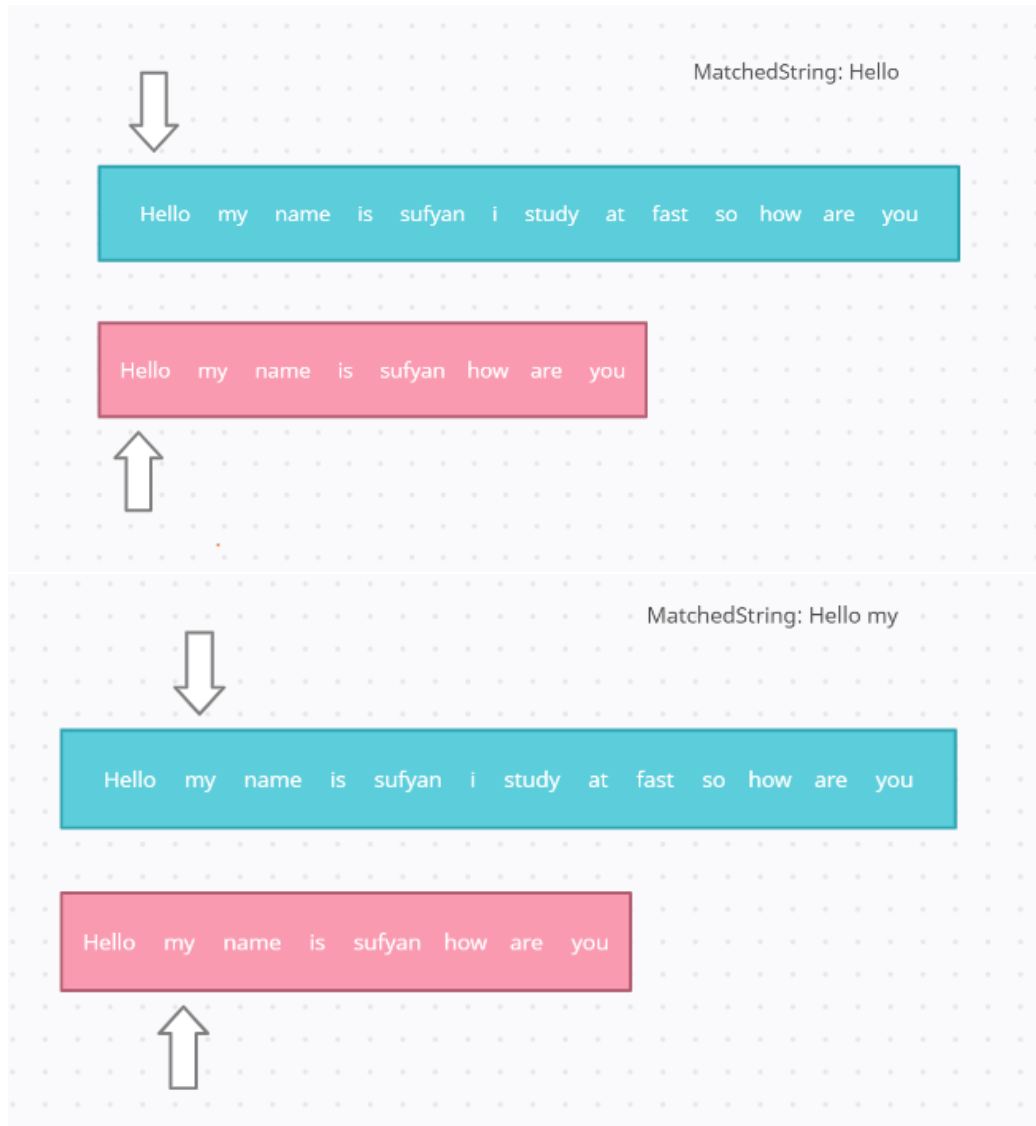 MatchedString: Hello
Hello my name is sufyan i study at fast so how are you
Hello my name is sufyan how are you
MatchedString: Hello my
Hello my name is sufyan i study at fast so how are you
Hello my name is sufyan how are you